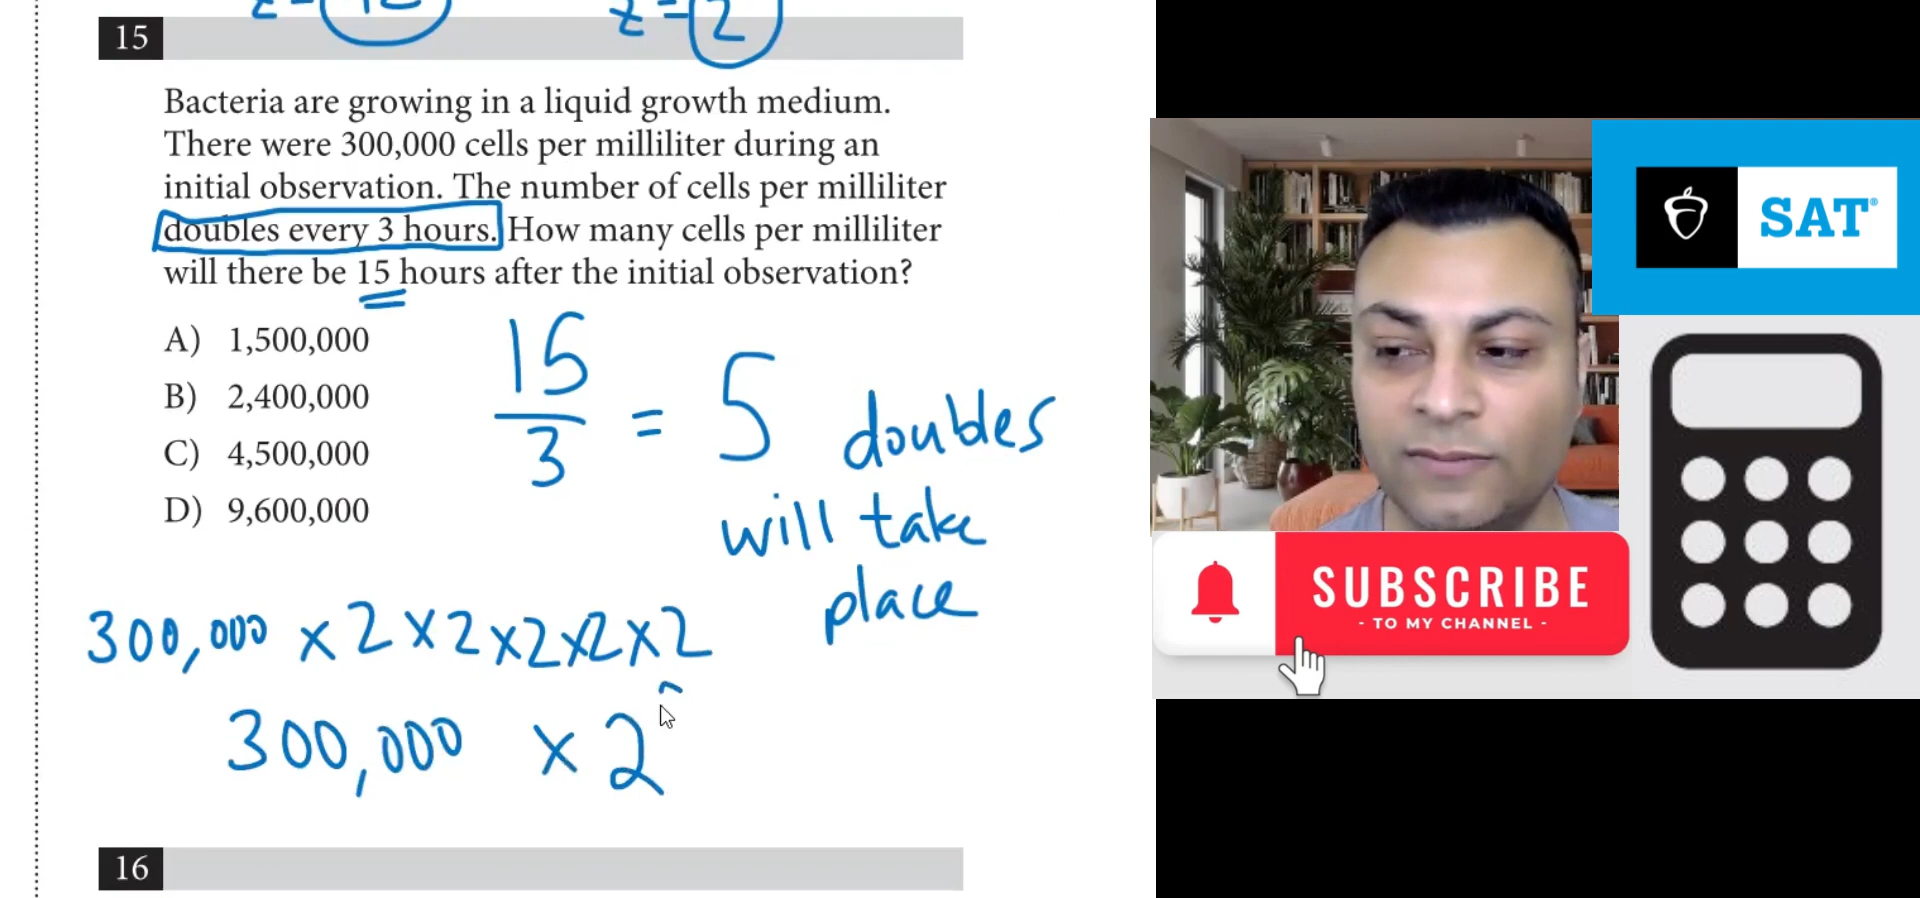 z = 12 z = 2
15
Bacteria are growing in a liquid growth medium.
There were 300,000 cells per milliliter during an
initial observation. The number of cells per milliliter
doubles every 3 hours. How many cells per milliliter
will there be 15 hours after the initial observation?
A) 1,500,000
B) 2,400,000
C) 4,500,000
D) 9,600,000
15
3
= 5 doubles
will take
place
300,000 × 2 × 2 × 2 × 2 × 2
300,000 × 2
16
SAT®
SUBSCRIBE
- TO MY CHANNEL -